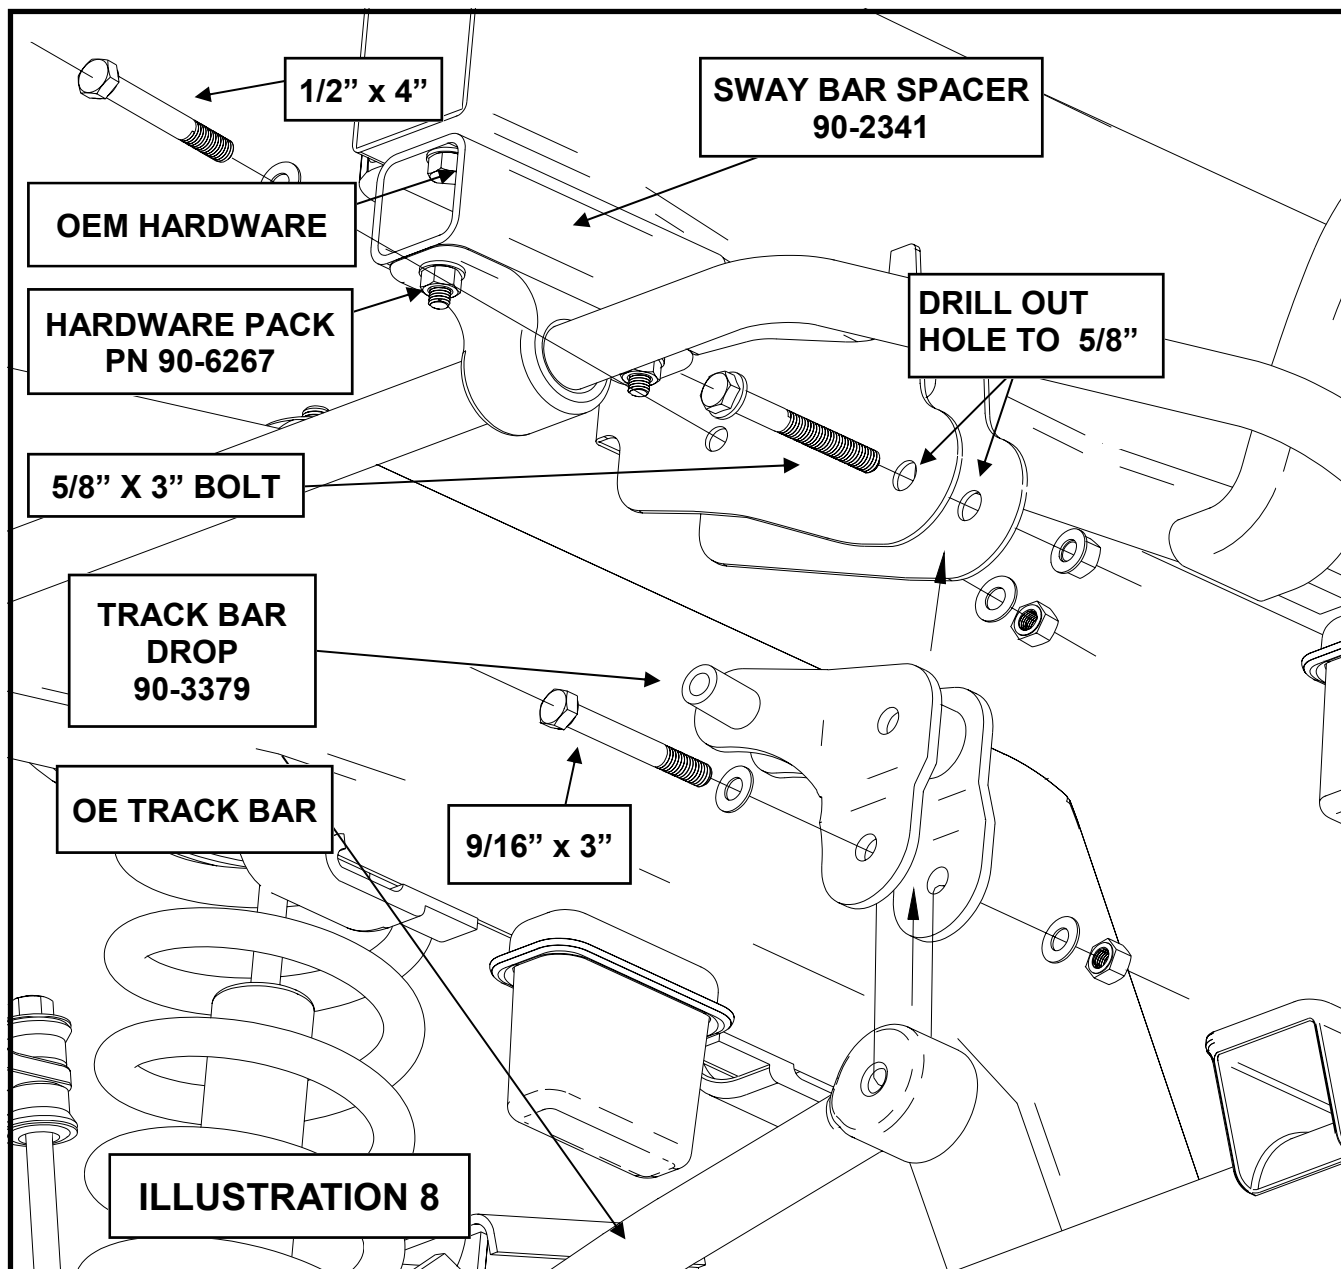 1/2” x 4”
SWAY BAR SPACER
90-2341
OEM HARDWARE
HARDWARE PACK
PN 90-6267
DRILL OUT
HOLE TO 5/8”
5/8” X 3” BOLT
TRACK BAR
DROP
90-3379
OE TRACK BAR
9/16” x 3”
ILLUSTRATION 8